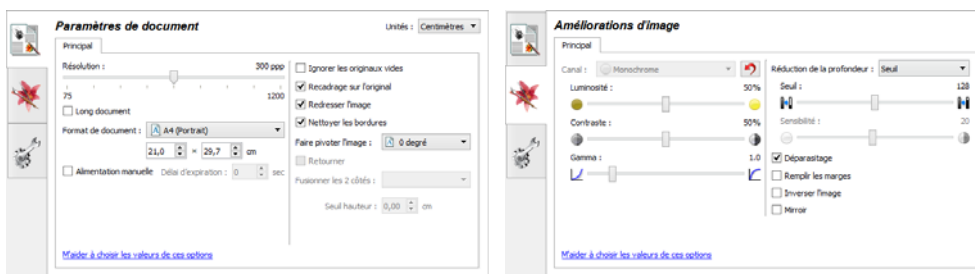 Paramètres de document
Unités : Centimètres
Principal
Résolution : 300 ppp
75 1200
Long document
Format de document : A4 (Portrait)
21,0 × 29,7 cm
Alimentation manuelle Délai d'expiration : 0 sec
Ignorer les originaux vides
Recadrage sur l'original
Redresser l'image
Nettoyer les bordures
Faire pivoter l'image : 0 degré
Retourner
Fusionner les 2 côtés :
Seuil hauteur : 0,00 cm
M'aider à choisir les valeurs de ces options
Améliorations d'image
Principal
Canal : Monochrome
Luminosité : 50%
Contraste : 50%
Gamma : 1.0
Réduction de la profondeur : Seuil
Seuil : 128
Sensibilité : 20
Déparasitage
Remplir les marges
Inverser l'image
Mirroir
M'aider à choisir les valeurs de ces options